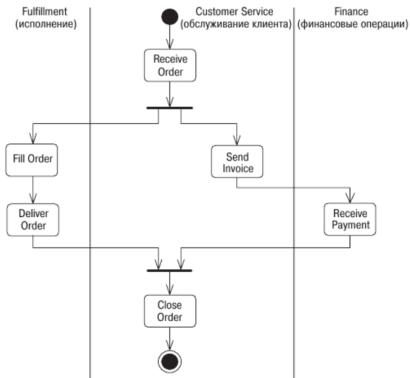 Fulfillment
(исполнение)
Customer Service
(обслуживание клиента)
Finance
(финансовые операции)
Receive
Order
Fill Order
Send
Invoice
Deliver
Order
Receive
Payment
Close
Order